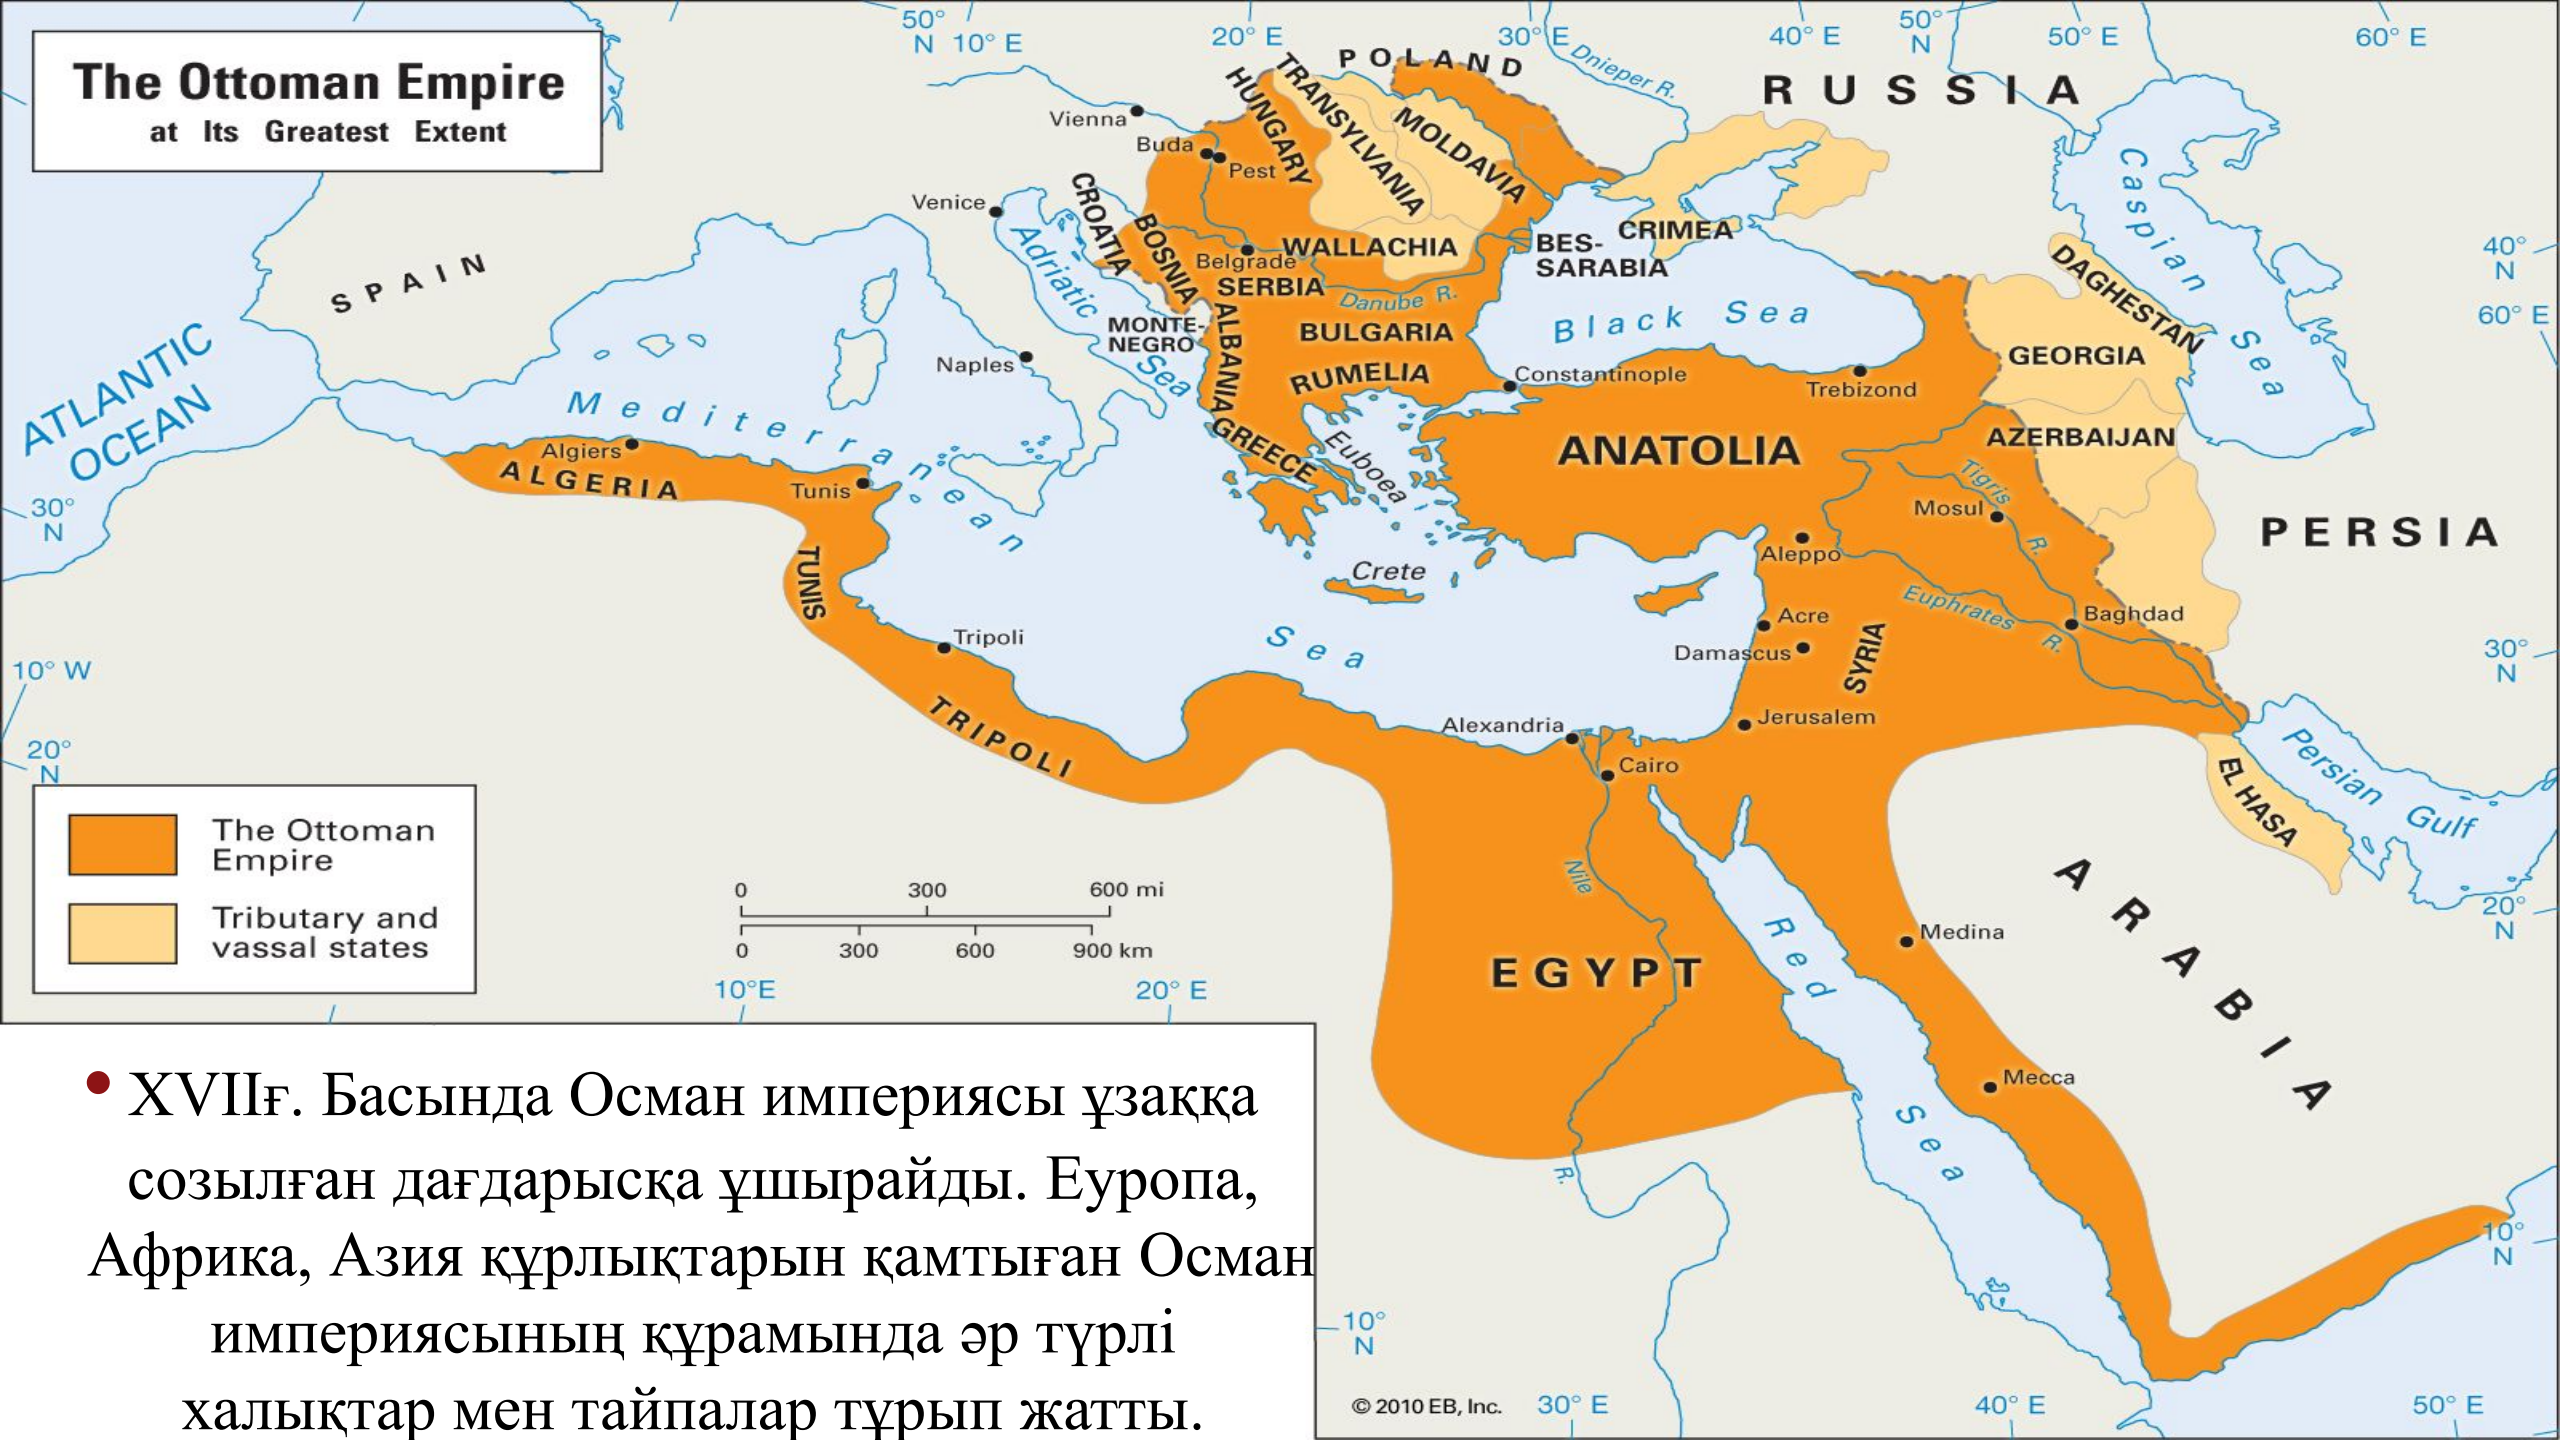 50°
N
10° E
20° E
30° E
40° E
50°
N
50° E
60° E
The Ottoman Empire
at Its Greatest Extent
POLAND
Dnieper R.
RUSSIA
Vienna
Buda
Pest
HUNGARY
TRANSYLVANIA
MOLDAVIA
Venice
CROATIA
BOSNIA
Adriatic
Sea
Belgrade
SERBIA
WALLACHIA
BES-
SARABIA
CRIMEA
Danube R.
Caspian
Sea
40°
N
60° E
DAGHESTAN
SPAIN
MONTE-
NEGRO
ALBANIA
BULGARIA
RUMELIA
Black Sea
GEORGIA
Naples
Constantinople
Trebizond
ATLANTIC
OCEAN
Mediterranean
Sea
GREECE
Euboea
ANATOLIA
AZERBAIJAN
Algiers
ALGERIA
Tunis
TUNIS
30°
N
Tigris
R.
Mosul
PERSIA
Aleppo
Crete
Euphrates
R.
Baghdad
Acre
Damascus
SYRIA
Tripoli
TRIPOLI
10° W
30°
N
Alexandria
Jerusalem
Cairo
20°
N
Persian Gulf
EL HASA
The Ottoman
Empire
Tributary and
vassal states
0 300 600 mi
0 300 600 900 km
Nile
R.
ARABIA
20°
N
Medina
Red
Sea
EGYPT
10°E
20° E
Mecca
10°
N
10°
N
© 2010 EB, Inc.
30° E
40° E
50° E
• XVIIғ. Басында Осман империясы ұзаққа
созылған дағдарысқа ұшырайды. Еуропа,
Африка, Азия құрлықтарын қамтыған Осман
империясының құрамында әр түрлі
халықтар мен тайпалар тұрып жатты.